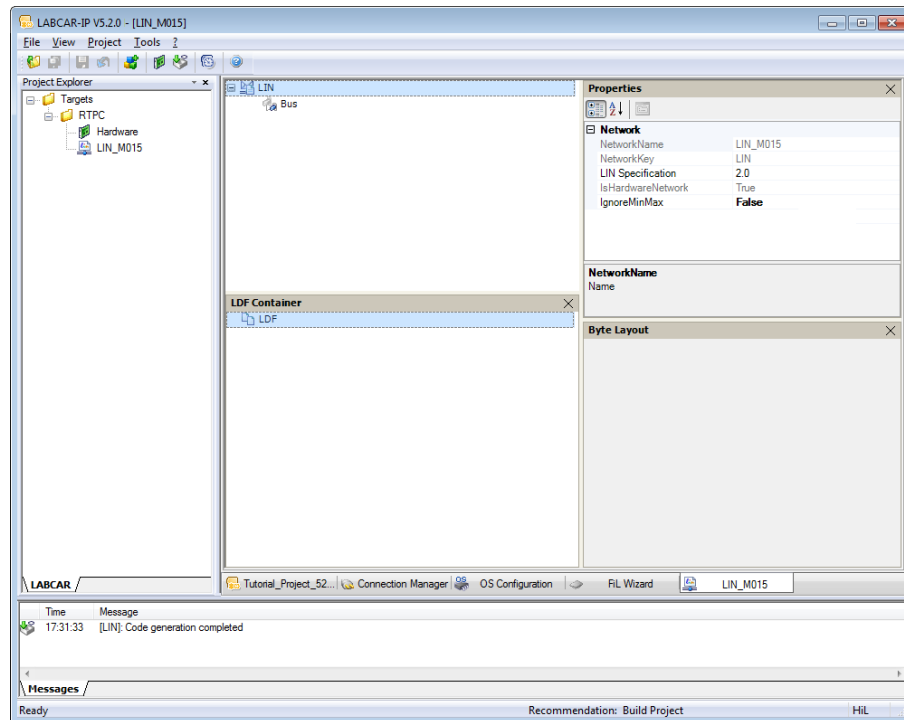 LABCAR-IP V5.2.0 - [LIN_M015]
File View Project Tools ?
Project Explorer
Targets
RTPC
Hardware
LIN_M015
LABCAR
LIN
Bus
LDF Container
LDF
Properties
Network
NetworkName LIN_M015
NetworkKey LIN
LIN Specification 2.0
IsHardwareNetwork True
IgnoreMinMax False
NetworkName
Name
Byte Layout
Tutorial_Project_52... Connection Manager OS Configuration FiL Wizard LIN_M015
Time Message
17:31:33 [LIN]: Code generation completed
Messages
Ready Recommendation: Build Project HiL